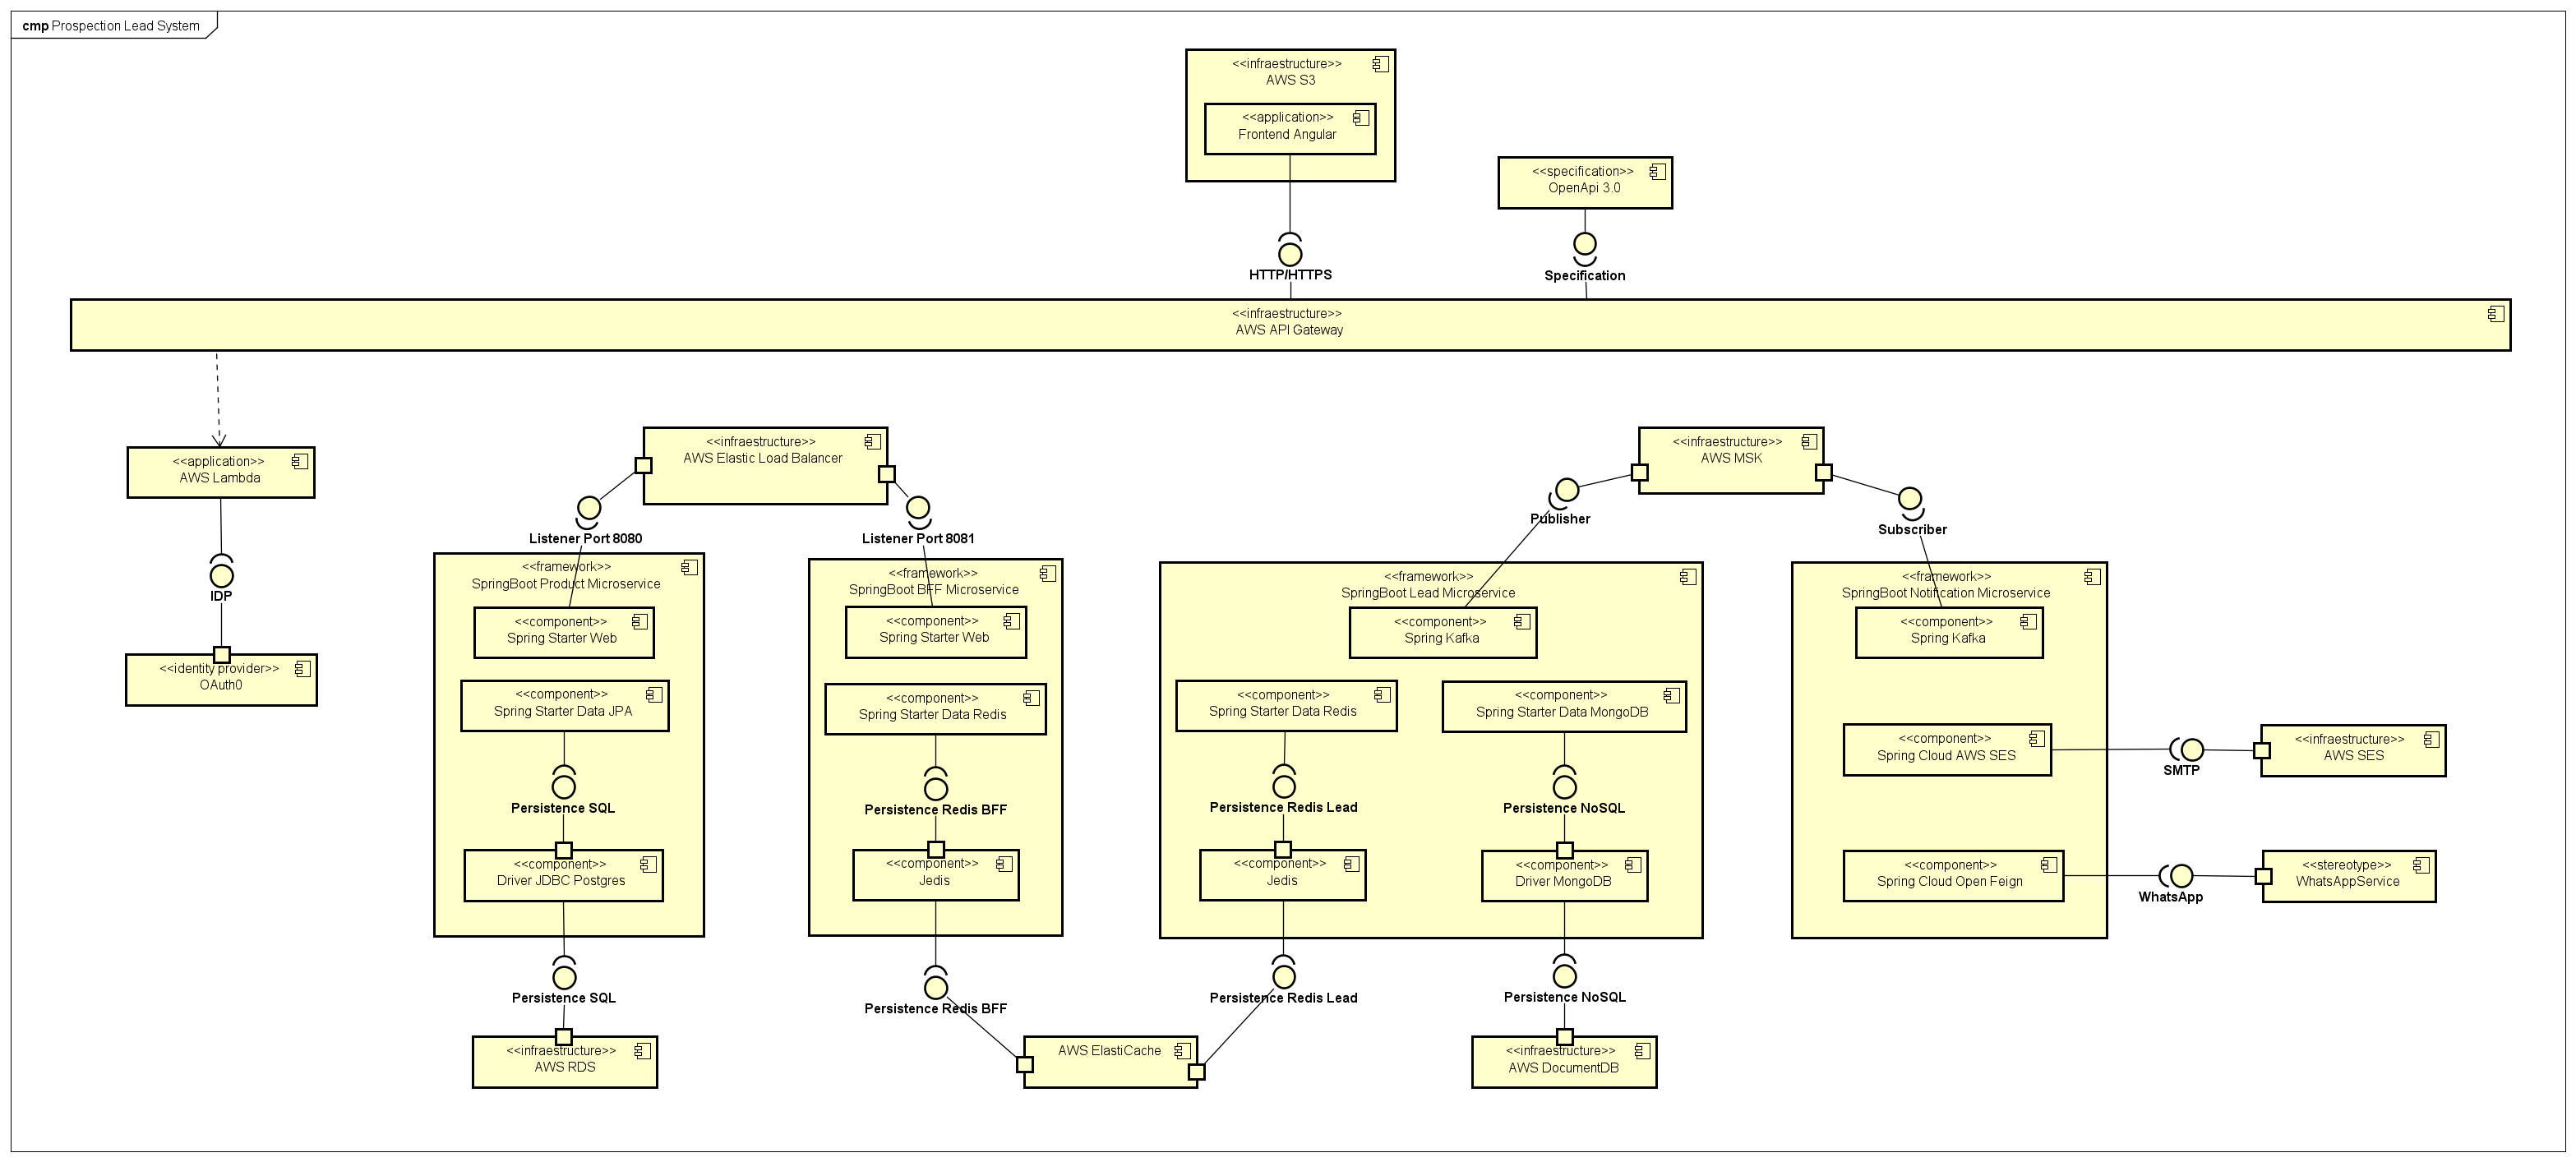 cmp Prospection Lead System
<<infraestructure>>
AWS S3
<<application>>
Frontend Angular
<<specification>>
OpenApi 3.0
HTTP/HTTPS
Specification
<<infraestructure>>
AWS API Gateway
<<application>>
AWS Lambda
IDP
<<identity provider>>
OAuth0
<<infraestructure>>
AWS Elastic Load Balancer
Listener Port 8080
Listener Port 8081
<<framework>>
SpringBoot Product Microservice
<<component>>
Spring Starter Web
<<component>>
Spring Starter Data JPA
Persistence SQL
<<component>>
Driver JDBC Postgres
Persistence SQL
<<infraestructure>>
AWS RDS
<<framework>>
SpringBoot BFF Microservice
<<component>>
Spring Starter Web
<<component>>
Spring Starter Data Redis
Persistence Redis BFF
<<component>>
Jedis
Persistence Redis BFF
AWS ElastiCache
<<infraestructure>>
AWS MSK
Publisher
Subscriber
<<framework>>
SpringBoot Lead Microservice
<<component>>
Spring Kafka
<<component>>
Spring Starter Data Redis
Persistence Redis Lead
<<component>>
Jedis
Persistence Redis Lead
<<component>>
Spring Starter Data MongoDB
Persistence NoSQL
<<component>>
Driver MongoDB
Persistence NoSQL
<<infraestructure>>
AWS DocumentDB
<<framework>>
SpringBoot Notification Microservice
<<component>>
Spring Kafka
<<component>>
Spring Cloud AWS SES
SMTP
<<infraestructure>>
AWS SES
<<component>>
Spring Cloud Open Feign
WhatsApp
<<stereotype>>
WhatsAppService